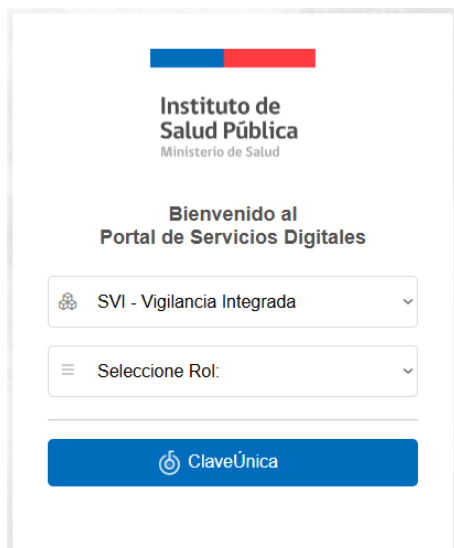 Instituto de
Salud Pública
Ministerio de Salud
Bienvenido al
Portal de Servicios Digitales
SVI - Vigilancia Integrada
Seleccione Rol:
ClaveÚnica